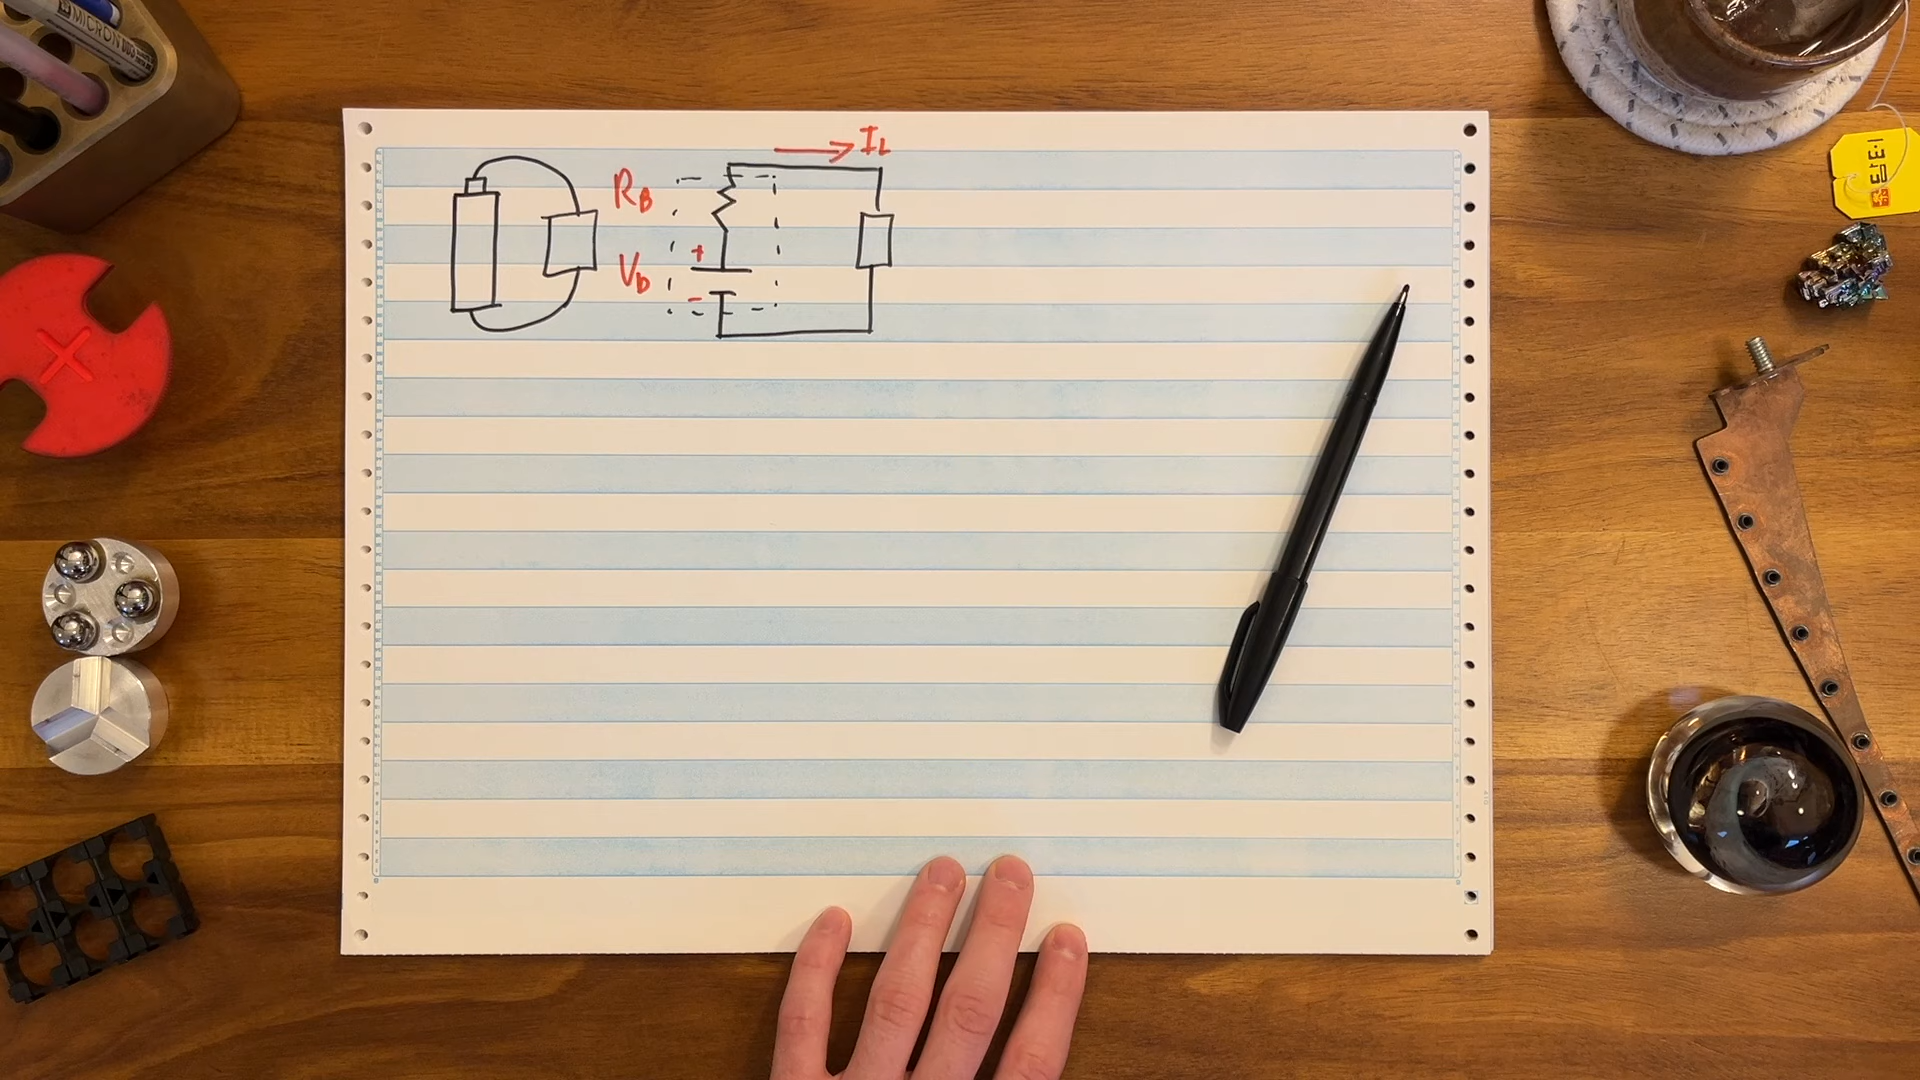 MICRON
I_L
R_B
+
V_b
-